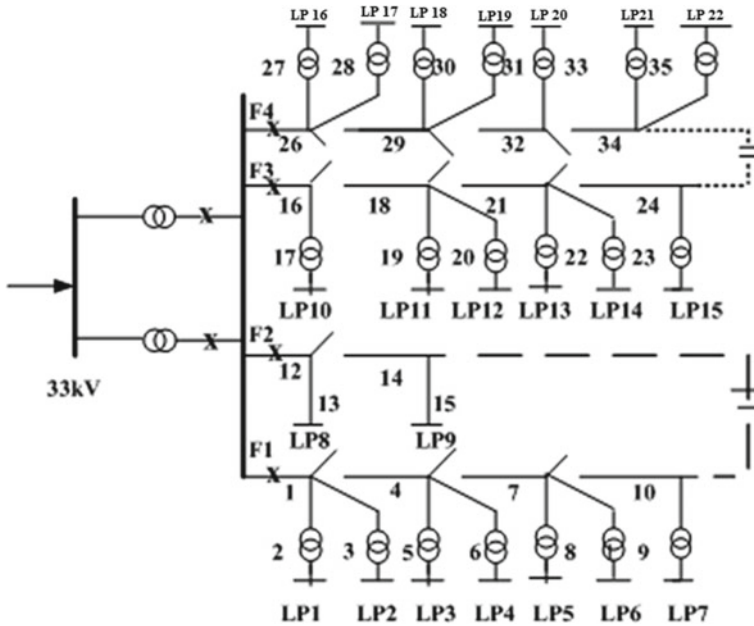 LP 16 LP 17 LP 18 LP19 LP 20 LP21 LP 22
27 28 30 31 33 35
F4
26 29 32 34
F3
16 18 21 24
17 19 20 22 23
LP10 LP11 LP12 LP13 LP14 LP15
F2
12 14
33kV
13 15
LP8 LP9
F1
1 4 7 10
2 3 5 6 8 9
LP1 LP2 LP3 LP4 LP5 LP6 LP7